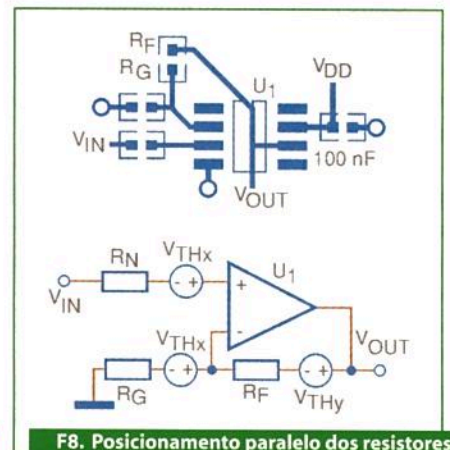 RF
RG
VDD
U1
VIN
100 nF
VOUT
RN
VTHx
U1
+
-
- +
VIN
VTHx
VOUT
- +
- +
RG
RF
VTHy
F8. Posicionamento paralelo dos resistores